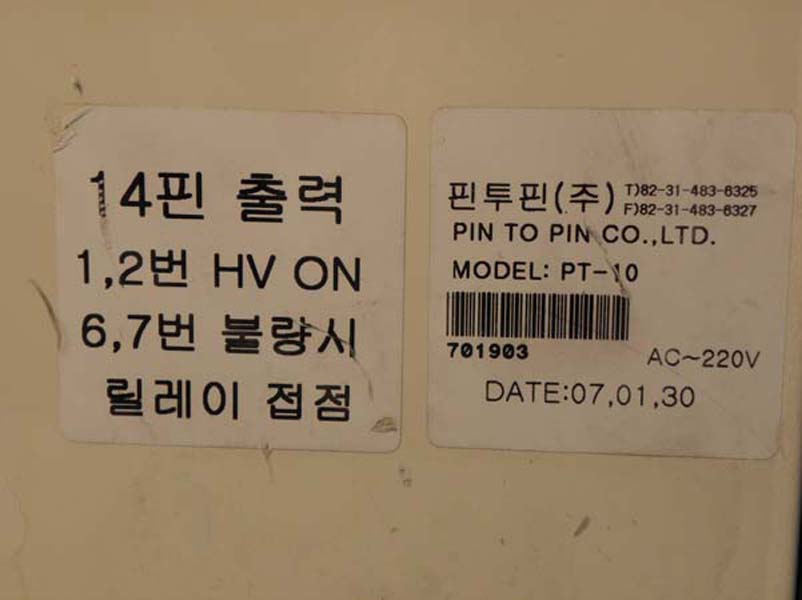 14핀 출력
1,2번 HV ON
6,7번 불량시
릴레이 접점
핀투핀(주) T)82-31-483-6325
F)82-31-483-6327
PIN TO PIN CO.,LTD.
MODEL: PT-10
701903
AC~220V
DATE:07,01,30